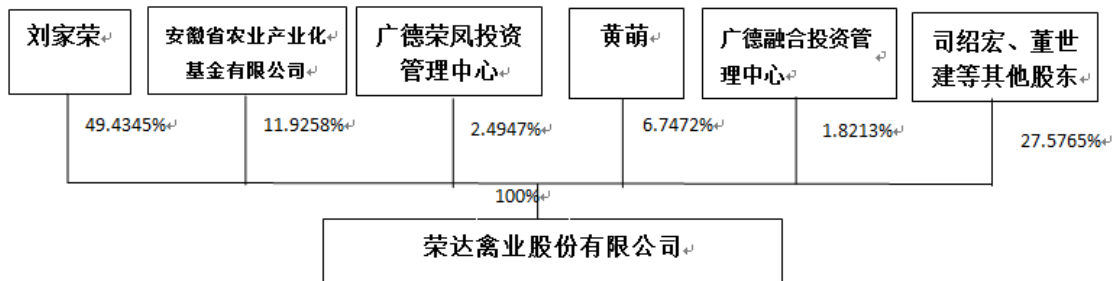 刘家荣
安徽省农业产业化
基金有限公司
广德荣凤投资
管理中心
黄萌
广德融合投资管
理中心
司绍宏、董世
建等其他股东
49.4345%
11.9258%
2.4947%
6.7472%
1.8213%
27.5765%
100%
荣达禽业股份有限公司